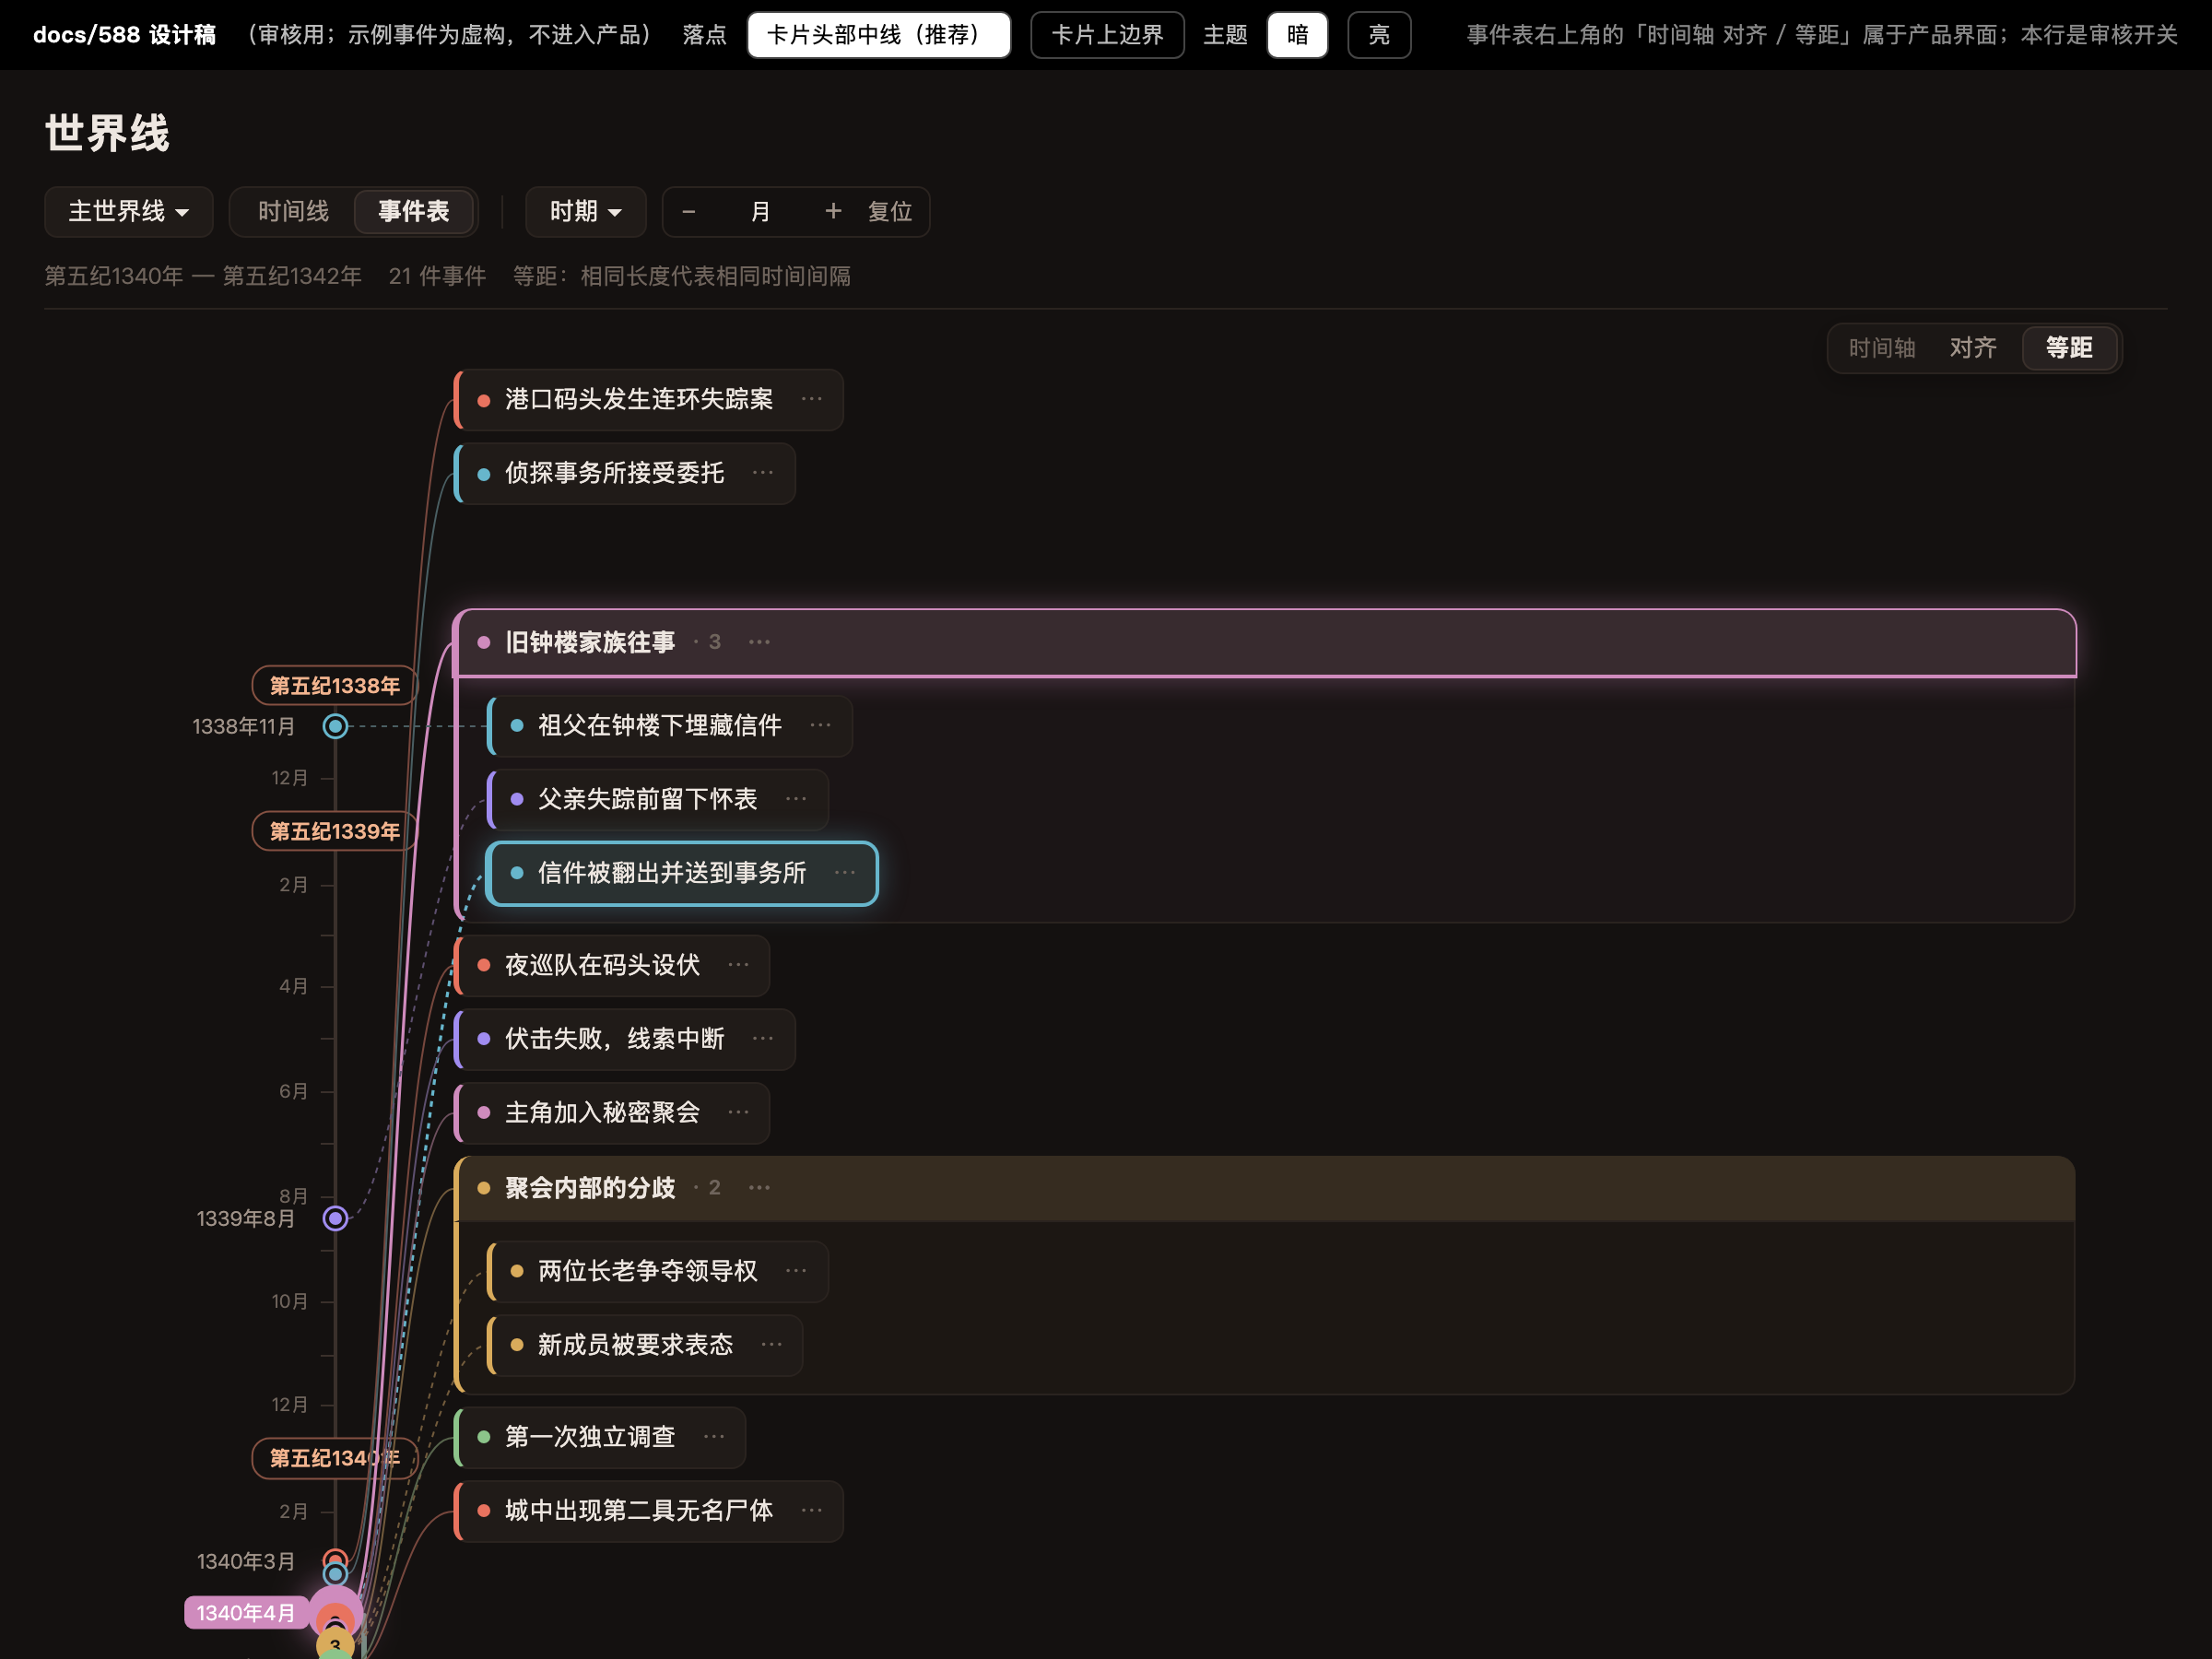 docs/588 设计稿 （审核用；示例事件为虚构，不进入产品） 落点 卡片头部中线（推荐） 卡片上边界 主题 暗 亮 事件表右上角的「时间轴 对齐 / 等距」属于产品界面；本行是审核开关
世界线
主世界线 时间线 事件表 时期 − 月 + 复位
第五纪1340年 — 第五纪1342年 21 件事件 等距：相同长度代表相同时间间隔
时间轴 对齐 等距
港口码头发生连环失踪案 ···
侦探事务所接受委托 ···
旧钟楼家族往事 · 3 ···
第五纪1338年
1338年11月 祖父在钟楼下埋藏信件 ···
12月
父亲失踪前留下怀表 ···
第五纪1339年
信件被翻出并送到事务所 ···
2月
夜巡队在码头设伏 ···
4月
伏击失败，线索中断 ···
6月
主角加入秘密聚会 ···
聚会内部的分歧 · 2 ···
8月
1339年8月
两位长老争夺领导权 ···
10月
新成员被要求表态 ···
12月
第一次独立调查 ···
第五纪1340年
城中出现第二具无名尸体 ···
2月
1340年3月
1340年4月
3